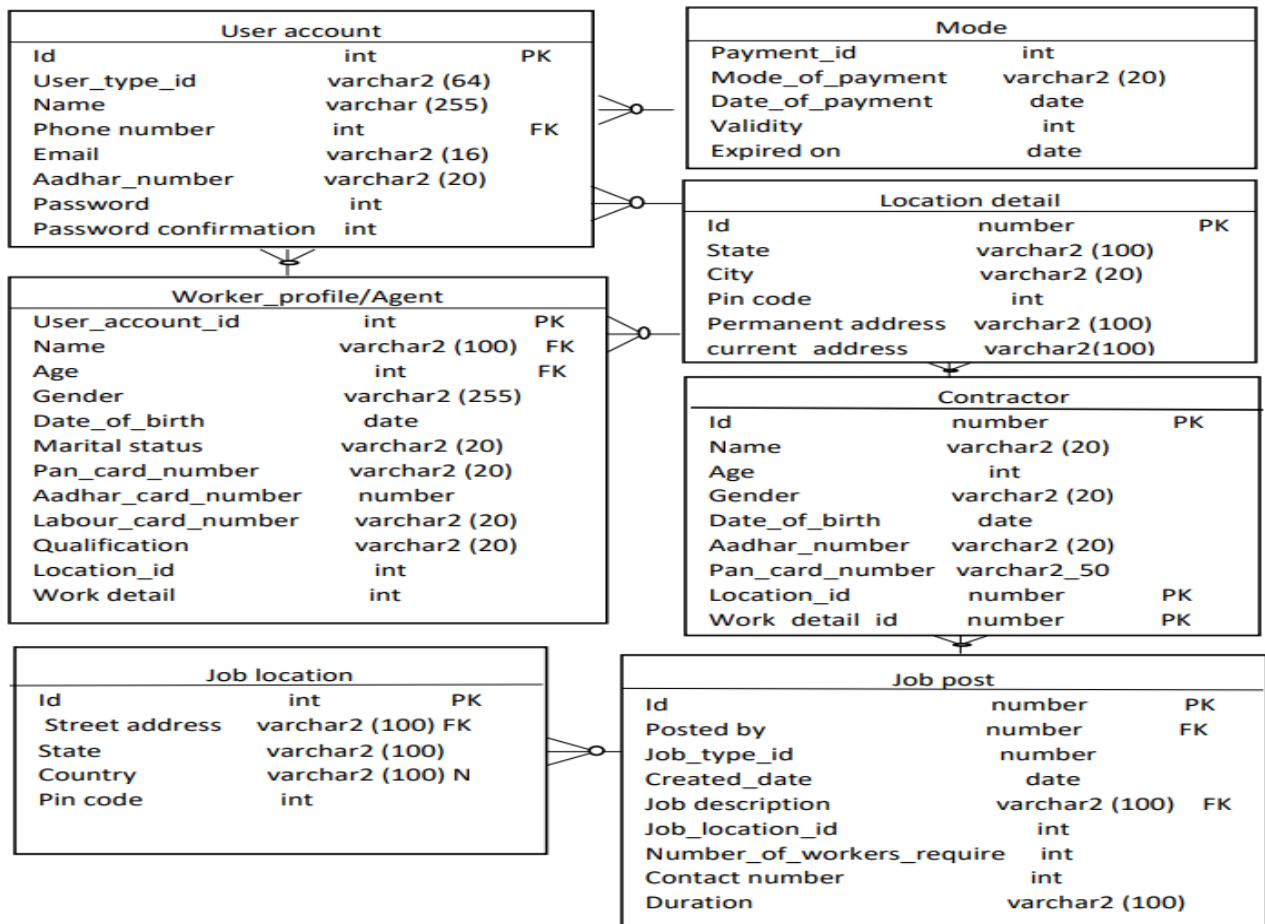 User account
Id int PK
User_type_id varchar2 (64)
Name varchar (255)
Phone number int FK
Email varchar2 (16)
Aadhar_number varchar2 (20)
Password int
Password confirmation int
Mode
Payment_id int
Mode_of_payment varchar2 (20)
Date_of_payment date
Validity int
Expired on date
Location detail
Id number PK
State varchar2 (100)
City varchar2 (20)
Pin code int
Permanent address varchar2 (100)
current address varchar2(100)
Worker_profile/Agent
User_account_id int PK
Name varchar2 (100) FK
Age int FK
Gender varchar2 (255)
Date_of_birth date
Marital status varchar2 (20)
Pan_card_number varchar2 (20)
Aadhar_card_number number
Labour_card_number varchar2 (20)
Qualification varchar2 (20)
Location_id int
Work detail int
Contractor
Id number PK
Name varchar2 (20)
Age int
Gender varchar2 (20)
Date_of_birth date
Aadhar_number varchar2 (20)
Pan_card_number varchar2_50
Location_id number PK
Work detail id number PK
Job location
Id int PK
Street address varchar2 (100) FK
State varchar2 (100)
Country varchar2 (100) N
Pin code int
Job post
Id number PK
Posted by number FK
Job_type_id number
Created_date date
Job description varchar2 (100) FK
Job_location_id int
Number_of_workers_require int
Contact number int
Duration varchar2 (100)